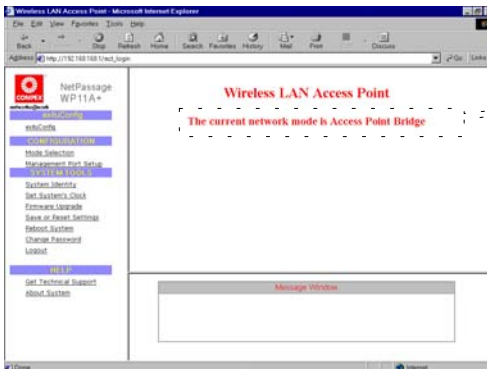 Wireless LAN Access Point - Microsoft Internet Explorer
File Edit View Favorites Tools Help
Back Stop Refresh Home Search Favorites History Mail Print Discuss
Address http://192.168.168.1/act_login Go Links
COMPEX
NetPassage
WP11A+
extuConfig
extuConfig
CONFIGURATION
Mode Selection
Management Port Setup
SYSTEM TOOLS
System Identity
Set System's Clock
Firmware Upgrade
Save or Reset Settings
Reboot System
Change Password
Logout
HELP
Get Technical Support
About System
Wireless LAN Access Point
The current network mode is Access Point Bridge
Message Window
Done Internet